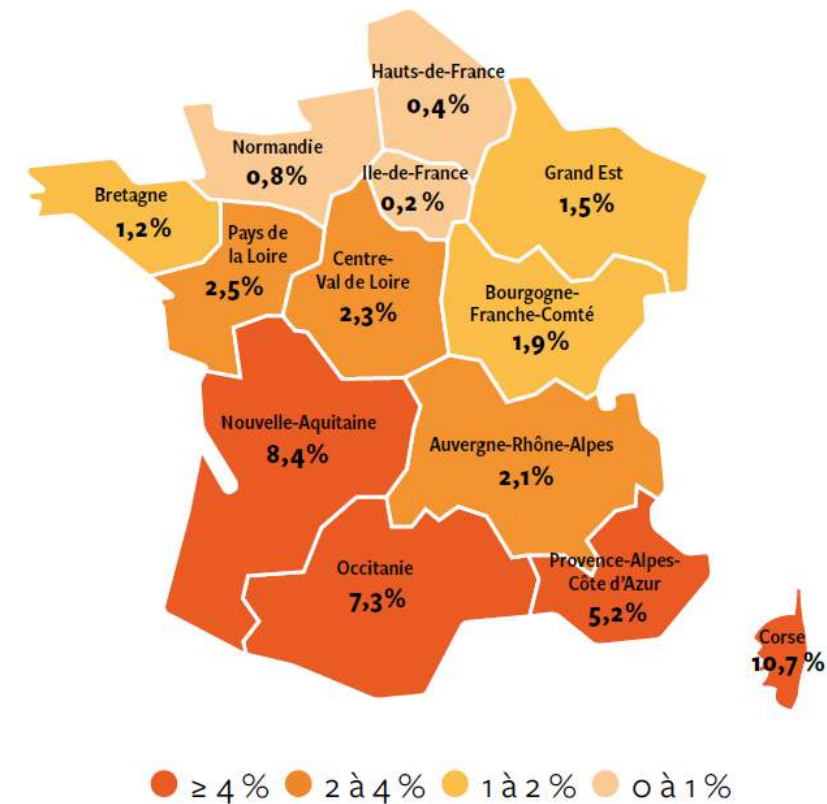 Hauts-de-France
0,4%
Normandie
0,8%
Ile-de-France
0,2 %
Grand Est
1,5%
Bretagne
1,2%
Pays de
la Loire
2,5%
Centre-
Val de Loire
2,3%
Bourgogne-
Franche-Comté
1,9%
Nouvelle-Aquitaine
8,4%
Auvergne-Rhône-Alpes
2,1%
Occitanie
7,3%
Provence-Alpes-
Côte d'Azur
5,2%
Corse
10,7%
≥ 4 % 2 à 4 % 1 à 2 % 0 à 1 %